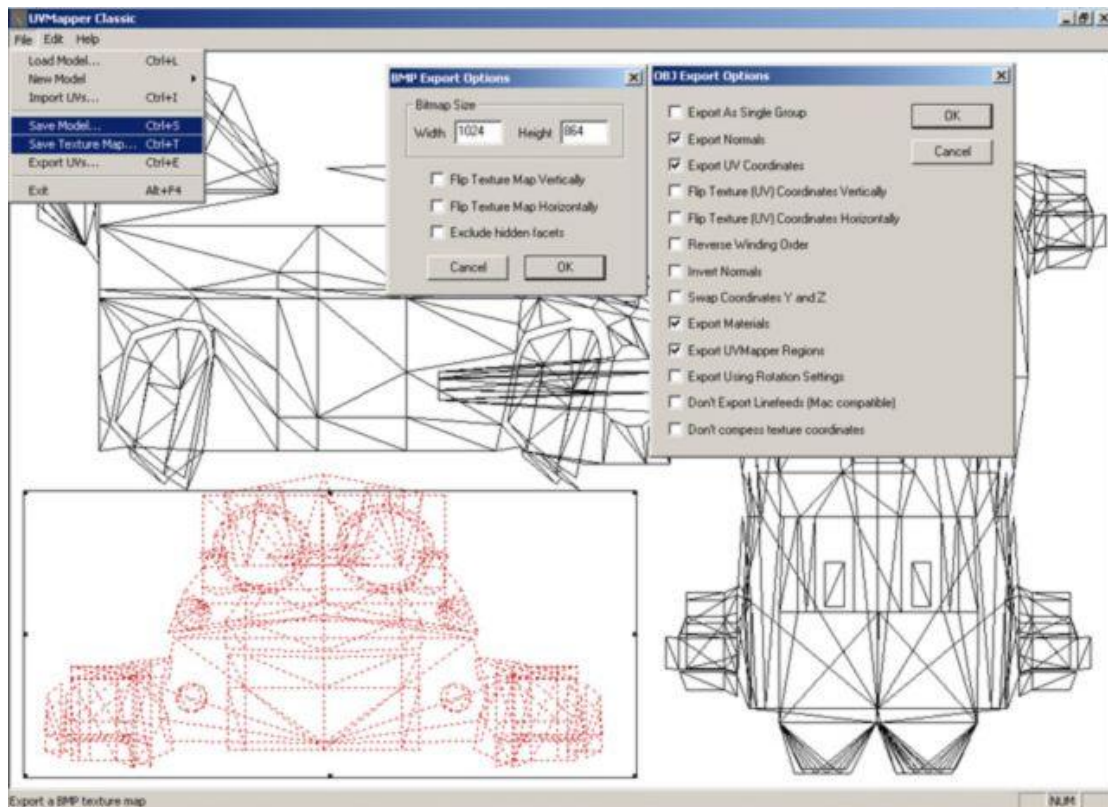 UVMapper Classic
File Edit Help
Load Model... Ctrl+L
New Model
Import UVs... Ctrl+I
Save Model... Ctrl+S
Save Texture Map... Ctrl+T
Export UVs... Ctrl+E
Exit Alt+F4
BMP Export Options
Bitmap Size
Width 1024 Height 864
Flip Texture Map Vertically
Flip Texture Map Horizontally
Exclude hidden facets
Cancel OK
OBJ Export Options
Export As Single Group
OK
Export Normals
Cancel
Export UV Coordinates
Flip Texture (UV) Coordinates Vertically
Flip Texture (UV) Coordinates Horizontally
Reverse Winding Order
Invert Normals
Swap Coordinates Y and Z
Export Materials
Export UVMapper Regions
Export Using Rotation Settings
Don't Export Linefeeds (Mac compatible)
Don't compess texture coordinates
Export a BMP texture map
NUM